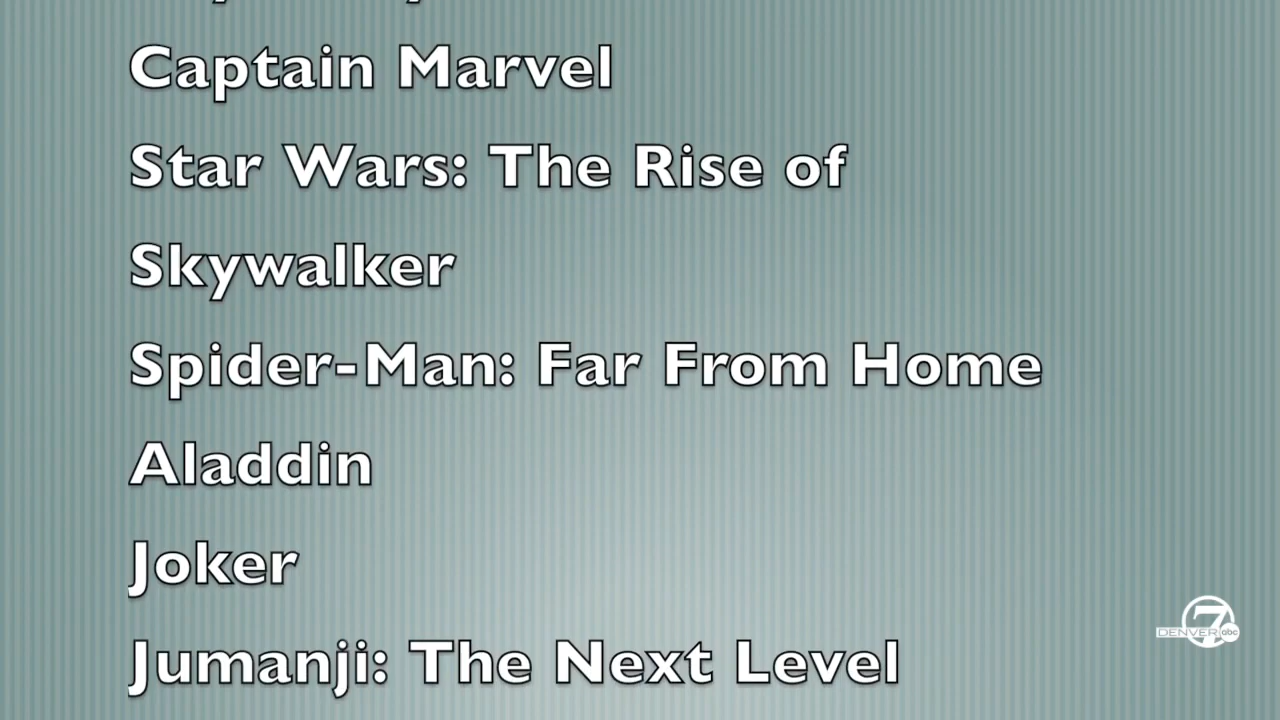 Captain Marvel
Star Wars: The Rise of
Skywalker
Spider-Man: Far From Home
Aladdin
Joker
Jumanji: The Next Level
7
DENVER abc